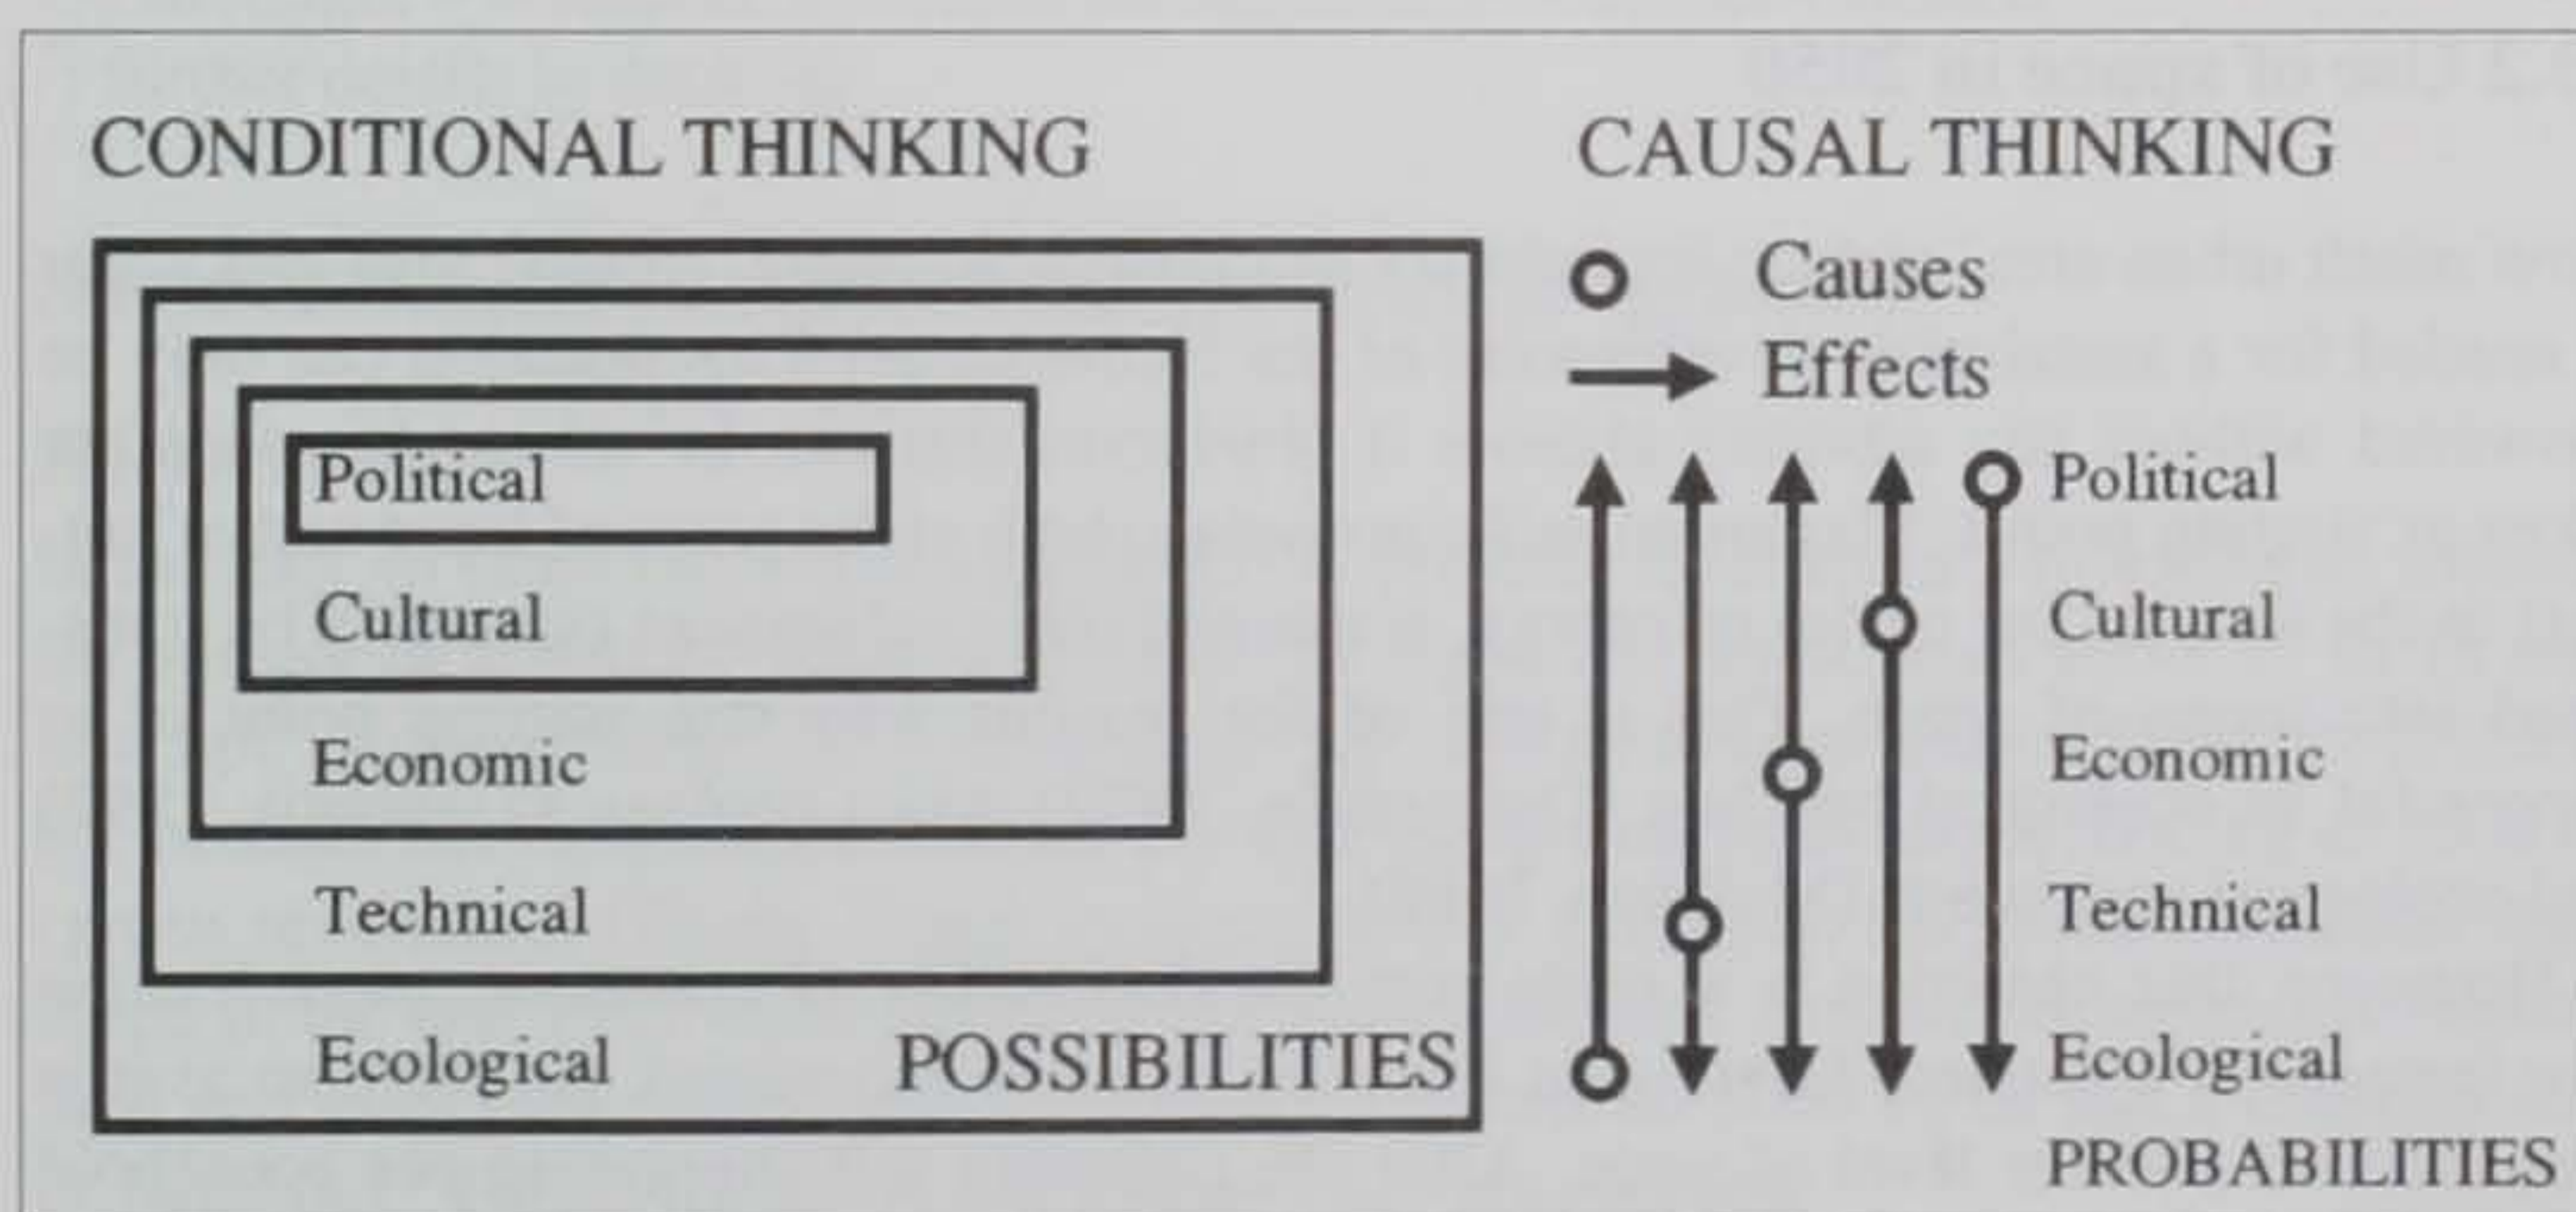 CONDITIONAL THINKING
Political
Cultural
Economic
Technical
Ecological
POSSIBILITIES
CAUSAL THINKING
Causes
Effects
Political
Cultural
Economic
Technical
Ecological
PROBABILITIES